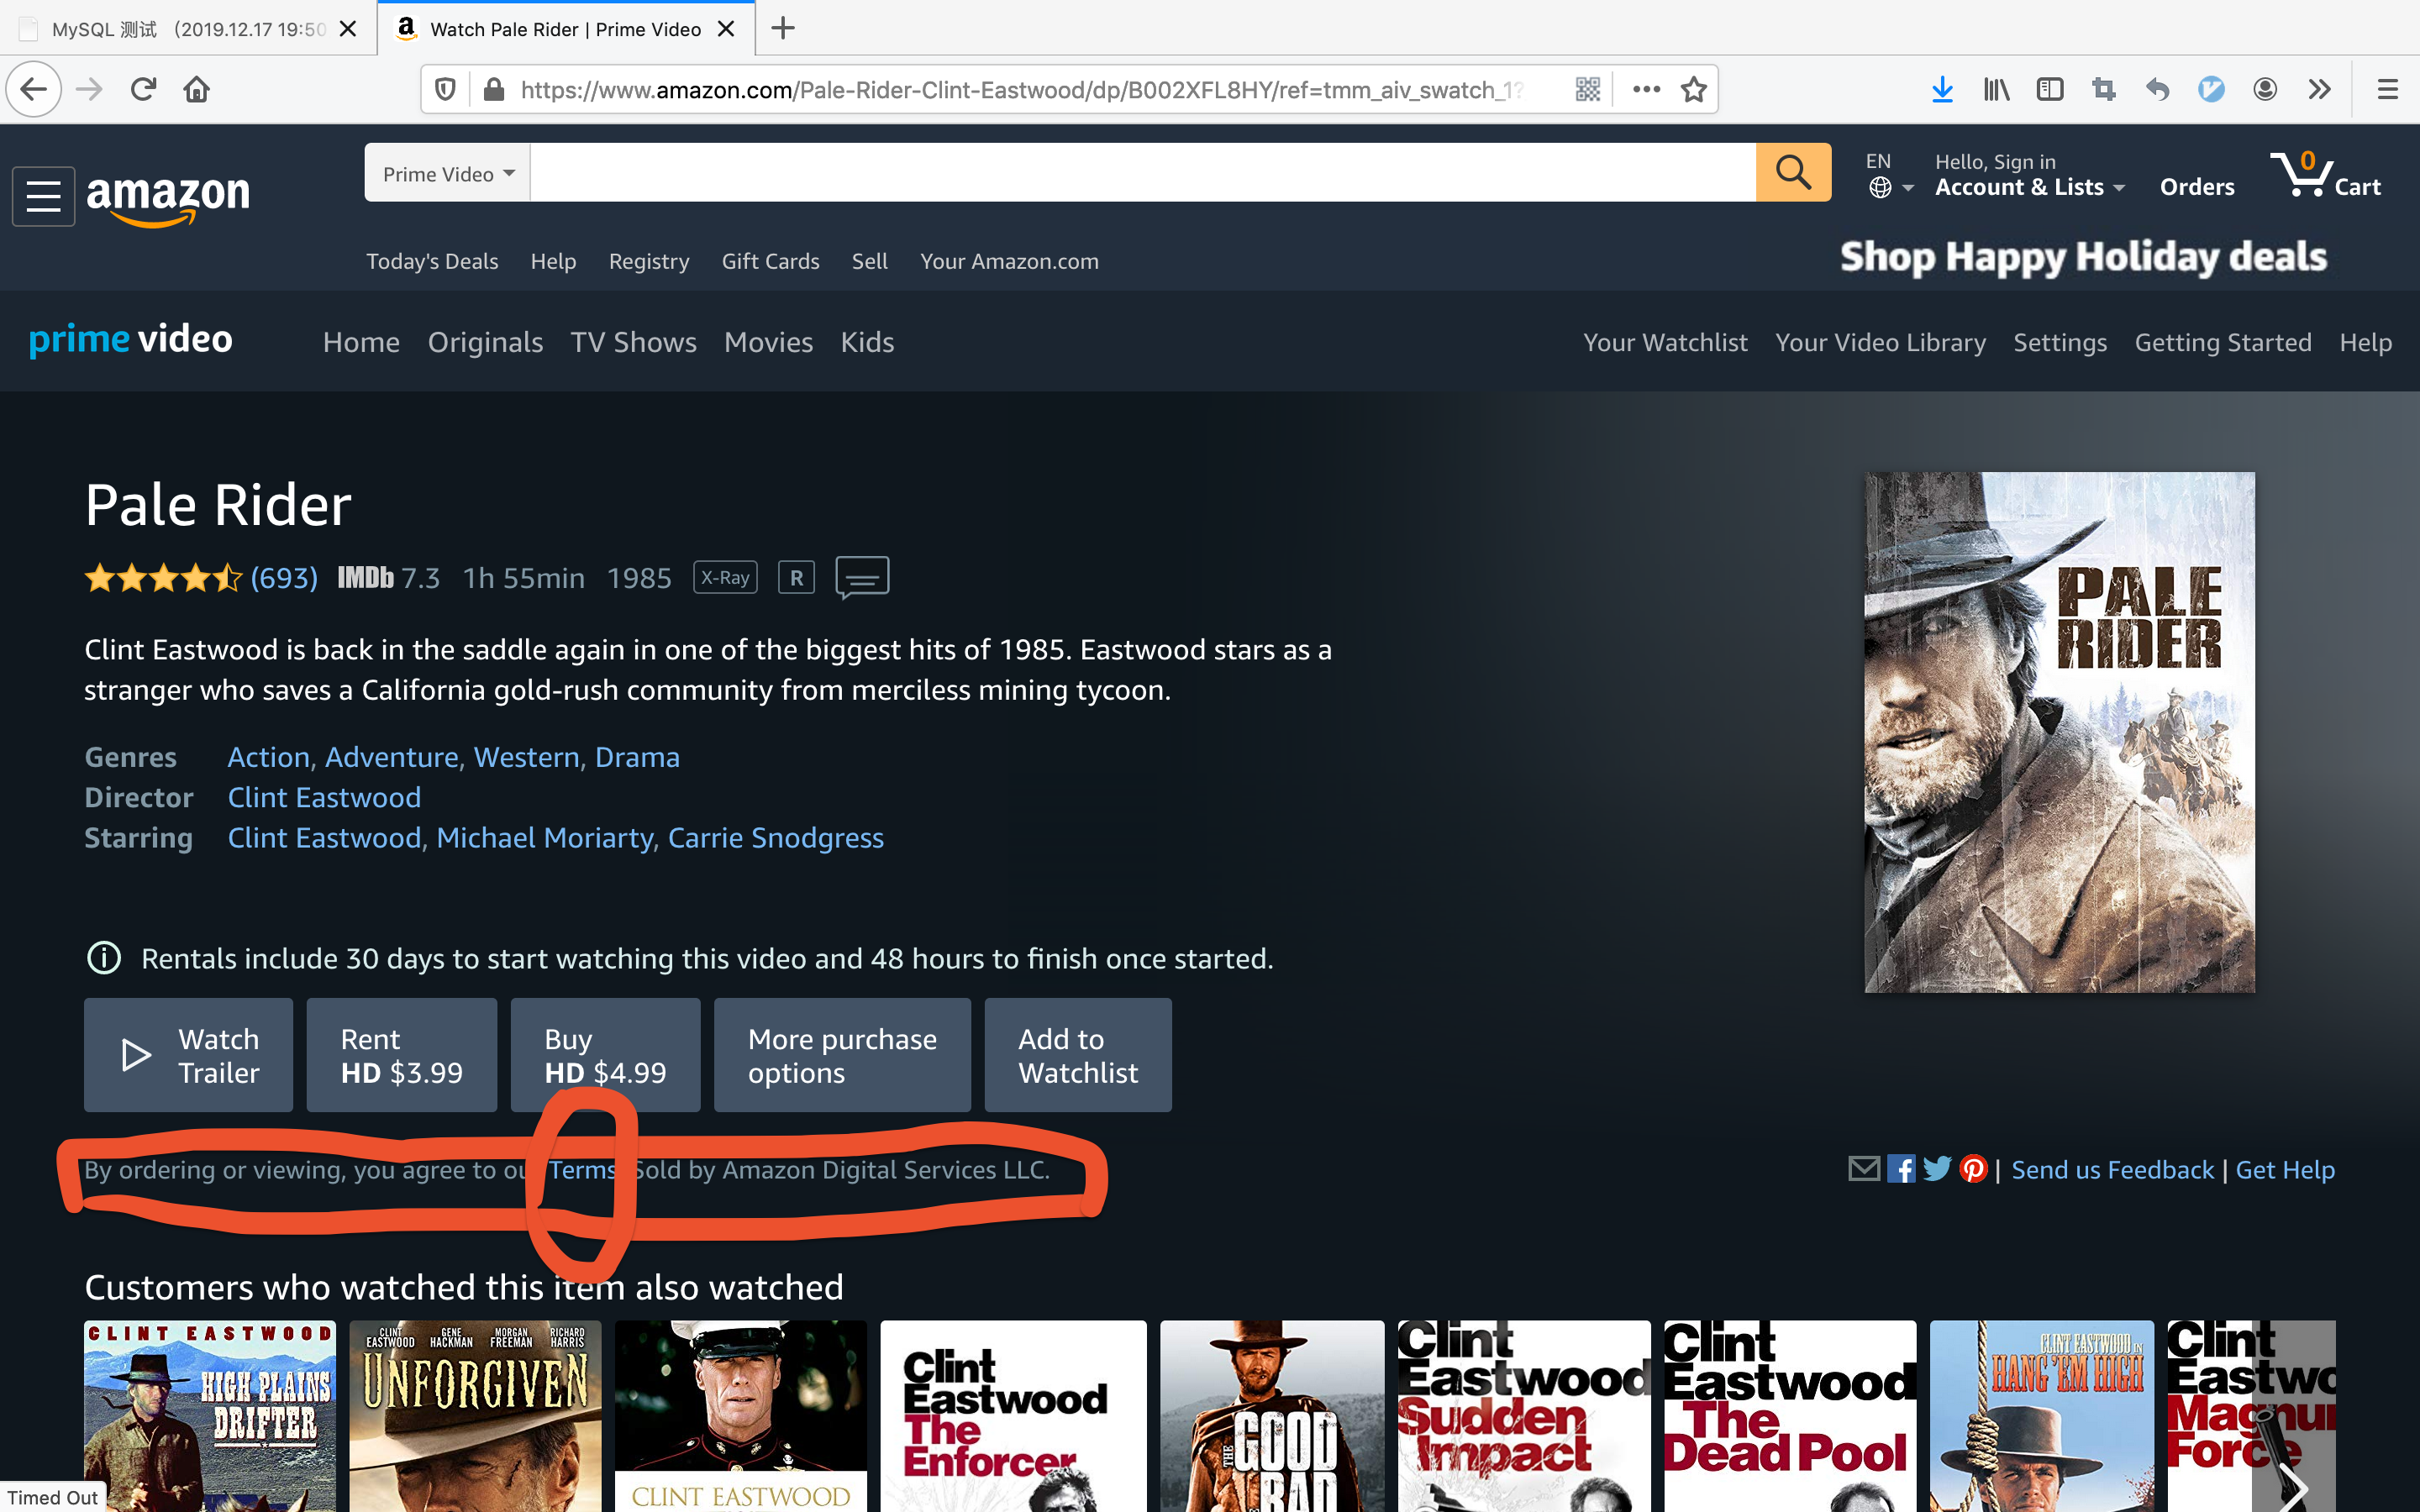 MySQL 测试 (2019.12.17 19:50
Watch Pale Rider | Prime Video
https://www.amazon.com/Pale-Rider-Clint-Eastwood/dp/B002XFL8HY/ref=tmm_aiv_swatch_1?
amazon
Prime Video
EN
Hello, Sign in
Account & Lists
Orders
0
Cart
Today's Deals Help Registry Gift Cards Sell Your Amazon.com
Shop Happy Holiday deals
prime video
Home Originals TV Shows Movies Kids
Your Watchlist Your Video Library Settings Getting Started Help
Pale Rider
(693) IMDb 7.3 1h 55min 1985 X-Ray R
Clint Eastwood is back in the saddle again in one of the biggest hits of 1985. Eastwood stars as a
stranger who saves a California gold-rush community from merciless mining tycoon.
Genres Action, Adventure, Western, Drama
Director Clint Eastwood
Starring Clint Eastwood, Michael Moriarty, Carrie Snodgress
PALE
RIDER
Rentals include 30 days to start watching this video and 48 hours to finish once started.
Watch
Trailer
Rent
HD $3.99
Buy
HD $4.99
More purchase
options
Add to
Watchlist
By ordering or viewing, you agree to ou Terms Sold by Amazon Digital Services LLC.
| Send us Feedback | Get Help
Customers who watched this item also watched
CLINT EASTWOOD
HIGH PLAINS
DRIFTER
CLINT EASTWOOD GENE HACKMAN MORGAN FREEMAN RICHARD HARRIS
UNFORGIVEN
CLINT EASTWOOD
Clint
Eastwood
The
Enforcer
THE
GOOD
BAD
Clint
Eastwood
Sudden
Impact
Clint
Eastwood
The
Dead Pool
CLINT EASTWOOD IN
HANG 'EM HIGH
Clint
Eastwo
Magnu
Force
Timed Out